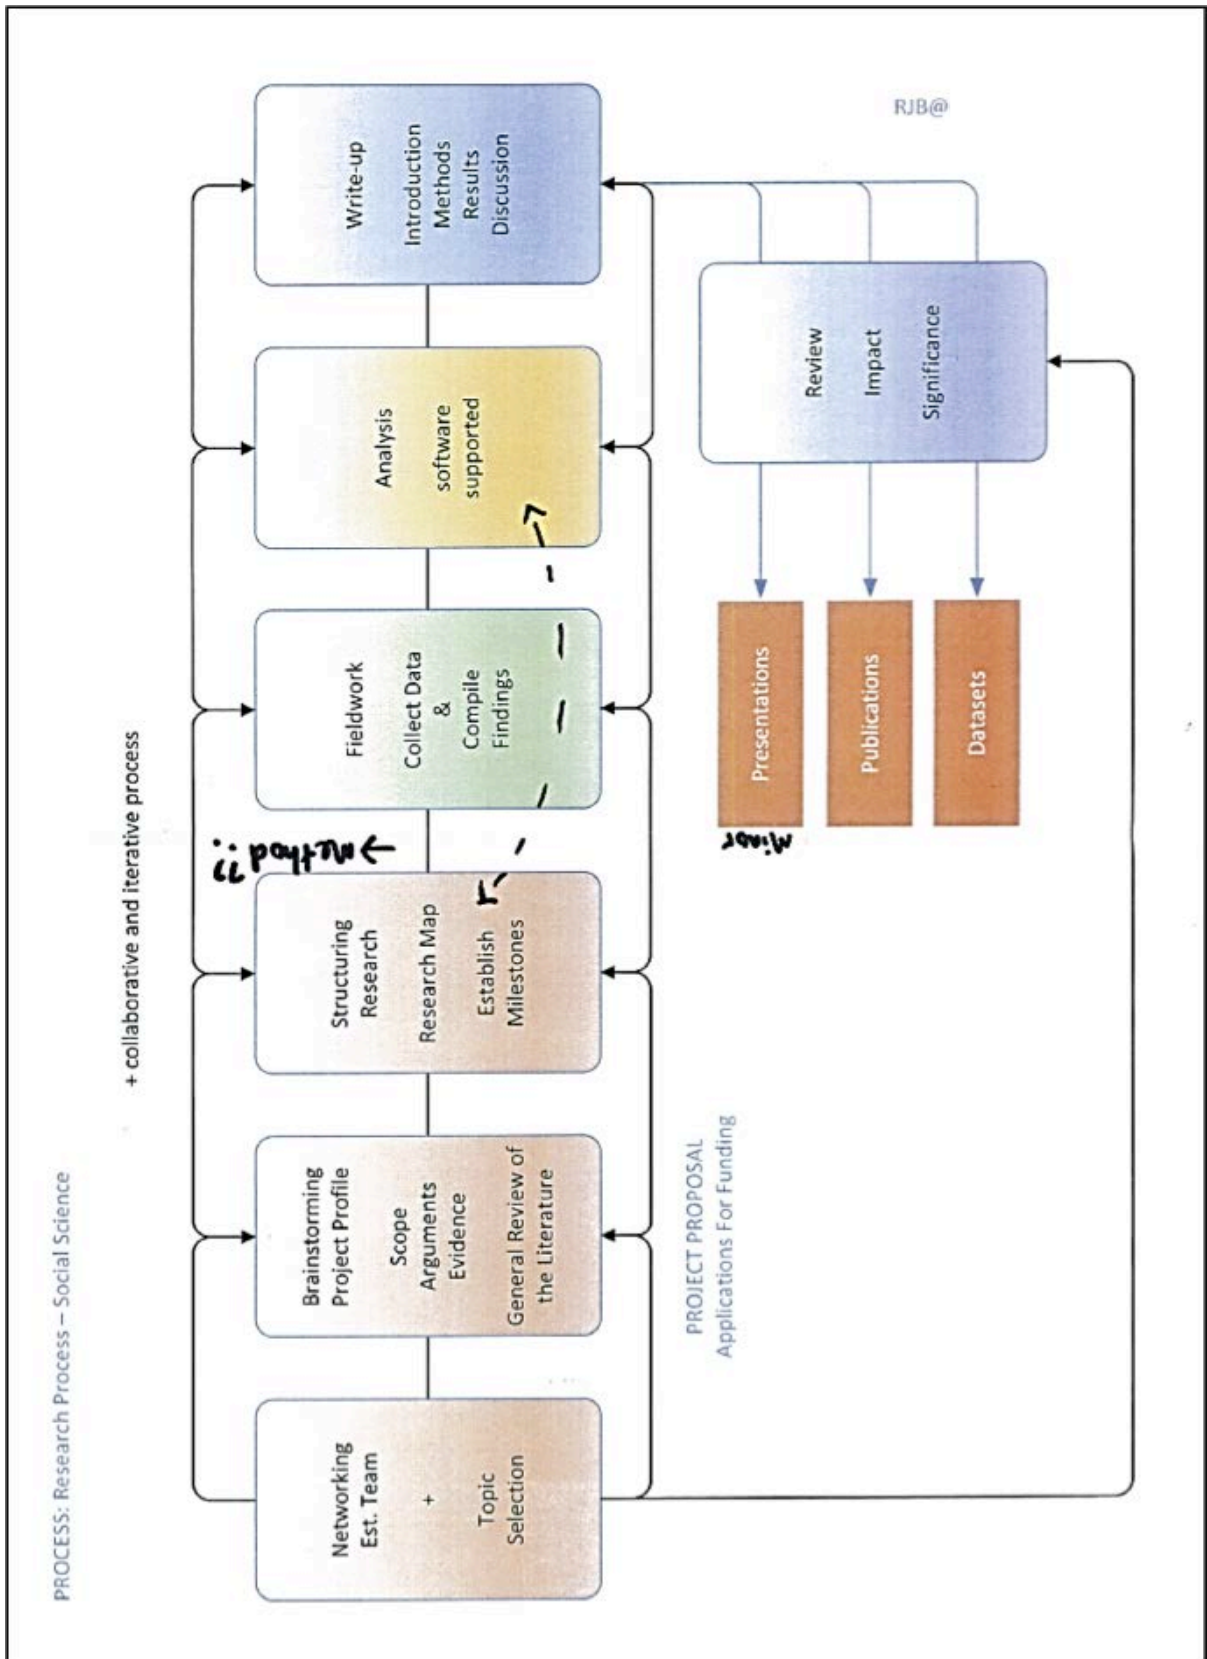 PROCESS: Research Process – Social Science
+ collaborative and iterative process
Networking
Est. Team
+
Topic
Selection
Brainstorming
Project Profile
Scope
Arguments
Evidence
General Review of
the Literature
Structuring
Research
Research Map
Establish
Milestones
→ Method??
Fieldwork
Collect Data
&
Compile
Findings
Analysis
software
supported
Write-up
Introduction
Methods
Results
Discussion
PROJECT PROPOSAL
Applications For Funding
Minor
Presentations
Publications
Datasets
Review
Impact
Significance
RJB@